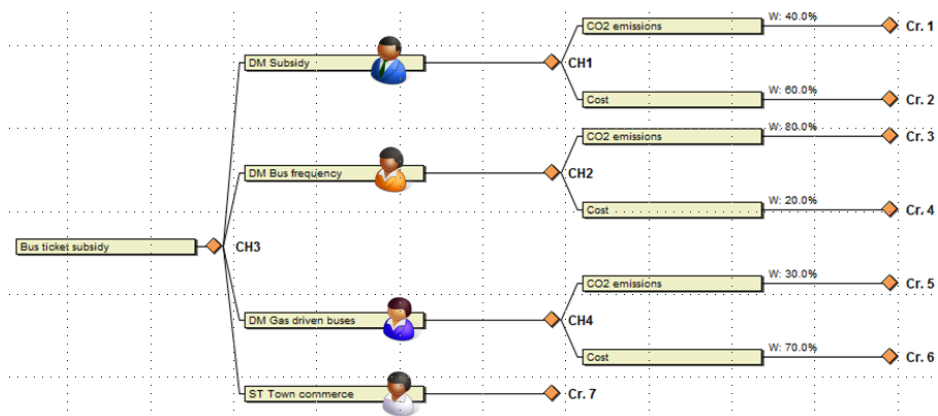 W: 40.0%
CO2 emissions
Cr. 1
DM Subsidy
CH1
W: 60.0%
Cost
Cr. 2
W: 80.0%
CO2 emissions
Cr. 3
DM Bus frequency
CH2
W: 20.0%
Cost
Cr. 4
Bus ticket subsidy
CH3
W: 30.0%
CO2 emissions
Cr. 5
DM Gas driven buses
CH4
W: 70.0%
Cost
Cr. 6
ST Town commerce
Cr. 7